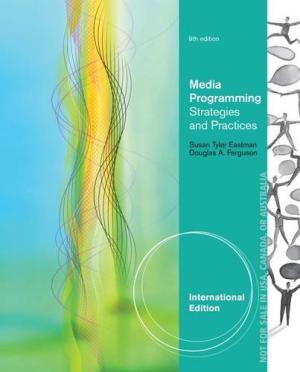 9th edition
Media
Programming
Strategies
and Practices
Susan Tyler Eastman
Douglas A. Ferguson
International
Edition
NOT FOR SALE IN USA, CANADA, OR AUSTRALIA